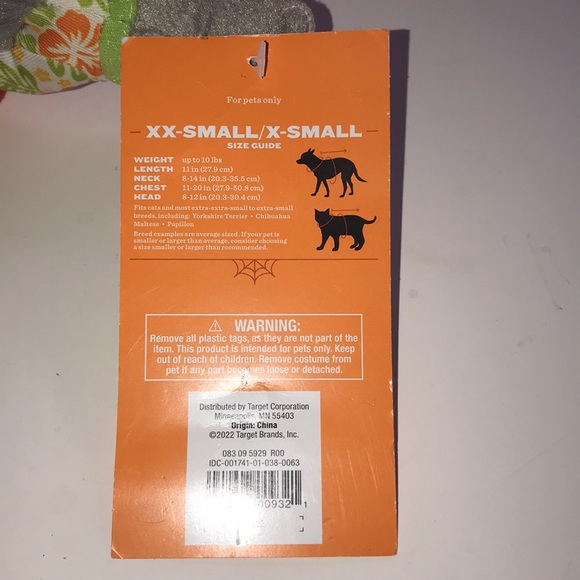 For pets only
XX-SMALL/X-SMALL
SIZE GUIDE
WEIGHT up to 10 lbs
LENGTH 11 in (27.9 cm)
NECK 8-14 in (20.3-35.5 cm)
CHEST 11-20 in (27.9-50.8 cm)
HEAD 8-12 in (20.3-30.4 cm)
Fits cats and most extra-extra-small to extra-small
breeds, including: Yorkshire Terrier • Chihuahua
Maltese • Papillon
Breed examples are average sized. If your pet is
smaller or larger than average, consider choosing
a size smaller or larger than recommended.
WARNING:
Remove all plastic tags, as they are not part of the
item. This product is intended for pets only. Keep
out of reach of children. Remove costume from
pet if any part becomes loose or detached.
Distributed by Target Corporation
Minneapolis, MN 55403
Origin: China
©2022 Target Brands, Inc.
083 09 5929 R00
IDC-001741-01-038-0063
0932 1